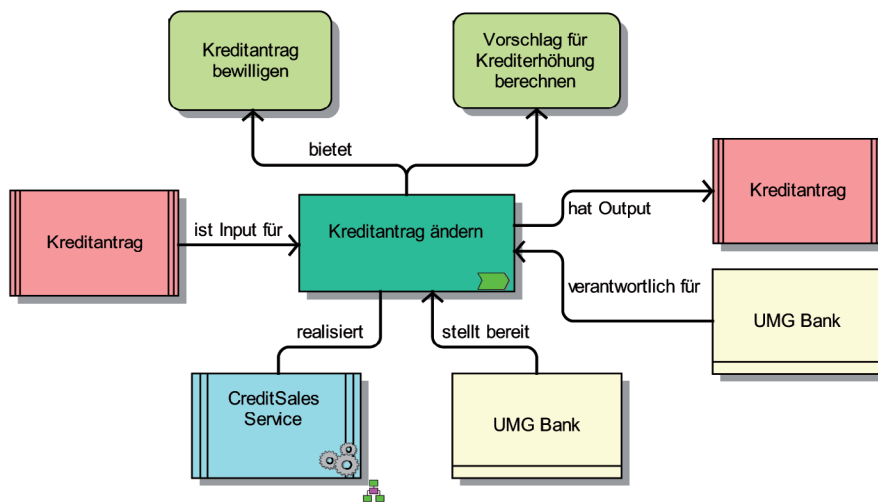 Kreditantrag
bewilligen
Vorschlag für
Krediterhöhung
berechnen
bietet
Kreditantrag
ist Input für
Kreditantrag ändern
hat Output
Kreditantrag
verantwortlich für
UMG Bank
realisiert
stellt bereit
CreditSales
Service
UMG Bank